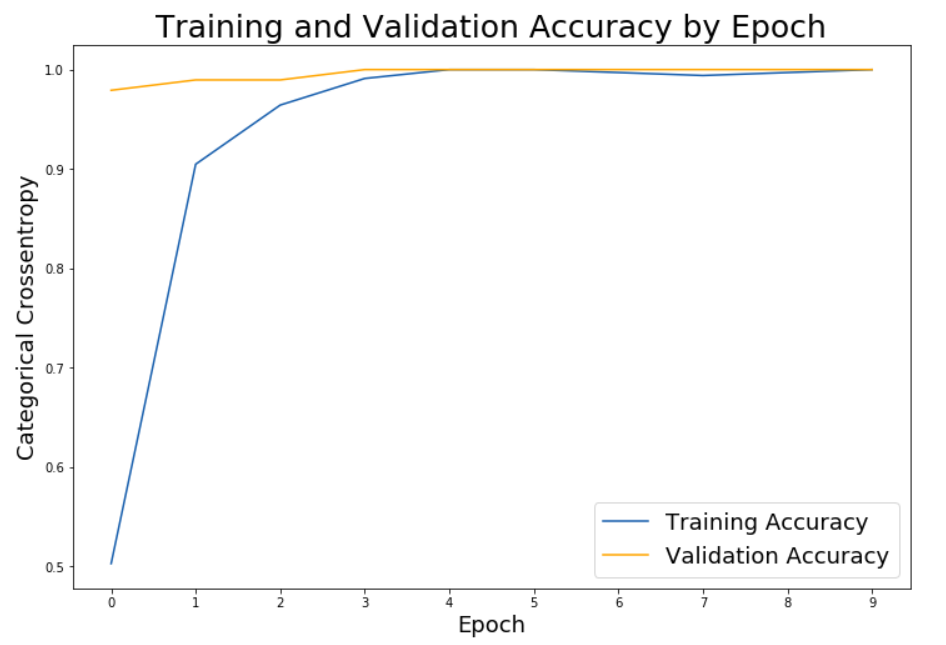 Training and Validation Accuracy by Epoch
Categorical Crossentropy
1.0
0.9
0.8
0.7
0.6
0.5
Training Accuracy
Validation Accuracy
0 1 2 3 4 5 6 7 8 9
Epoch